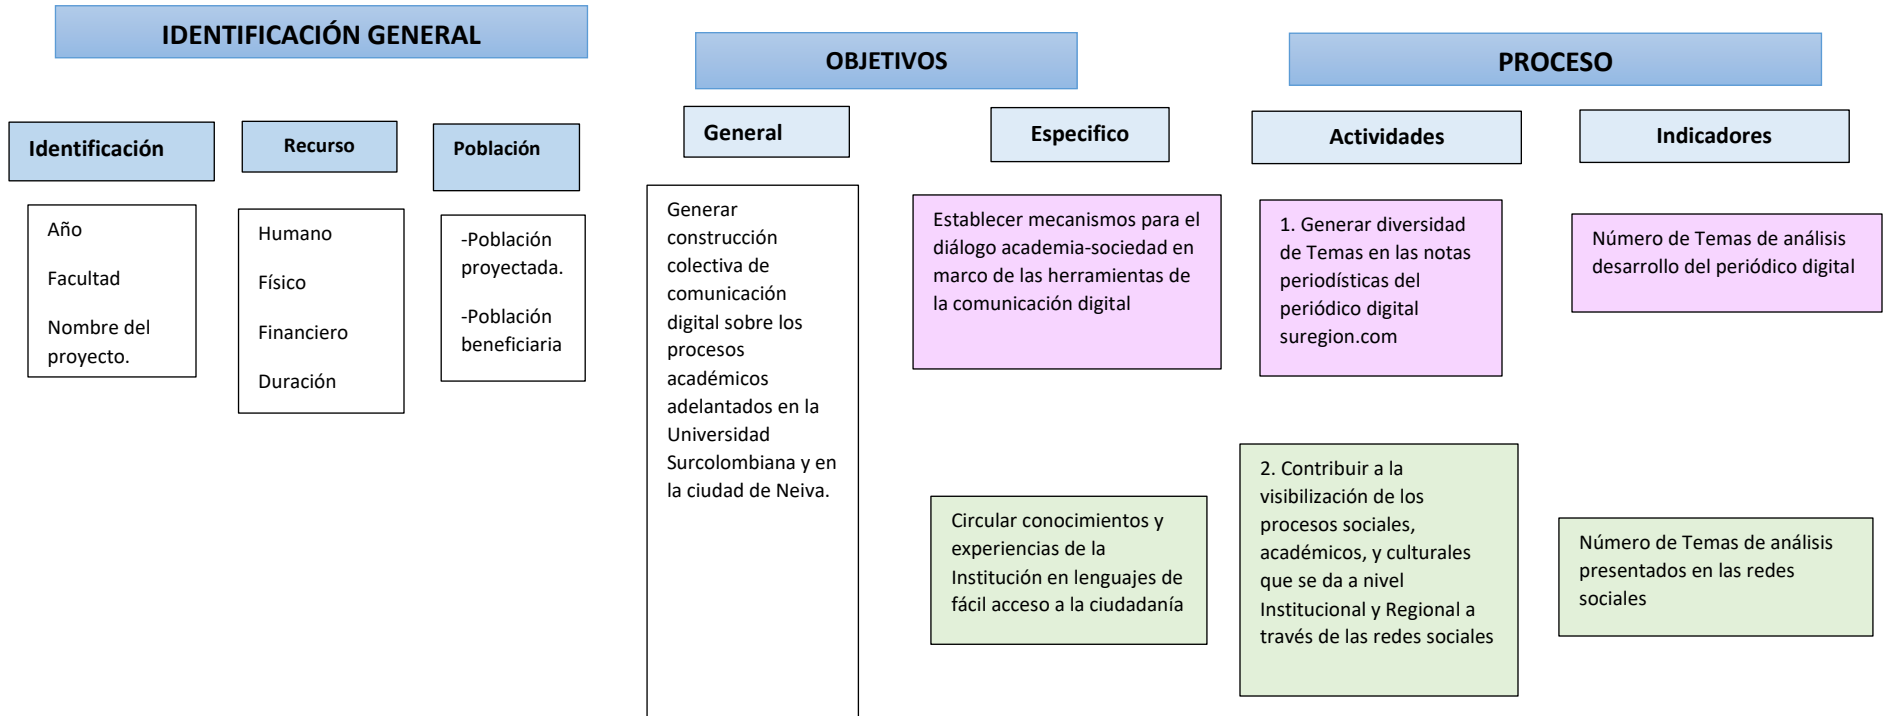 IDENTIFICACIÓN GENERAL
Identificación
Recurso
Población
Año
Facultad
Nombre del
proyecto.
Humano
Físico
Financiero
Duración
-Población
proyectada.
-Población
beneficiaria
OBJETIVOS
General
Especifico
Generar
construcción
colectiva de
comunicación
digital sobre los
procesos
académicos
adelantados en la
Universidad
Surcolombiana y en
la ciudad de Neiva.
Establecer mecanismos para el
diálogo academia-sociedad en
marco de las herramientas de
la comunicación digital
Circular conocimientos y
experiencias de la
Institución en lenguajes de
fácil acceso a la ciudadanía
PROCESO
Actividades
Indicadores
1. Generar diversidad
de Temas en las notas
periodísticas del
periódico digital
suregion.com
Número de Temas de análisis
desarrollo del periódico digital
2. Contribuir a la
visibilización de los
procesos sociales,
académicos, y culturales
que se da a nivel
Institucional y Regional a
través de las redes sociales
Número de Temas de análisis
presentados en las redes
sociales